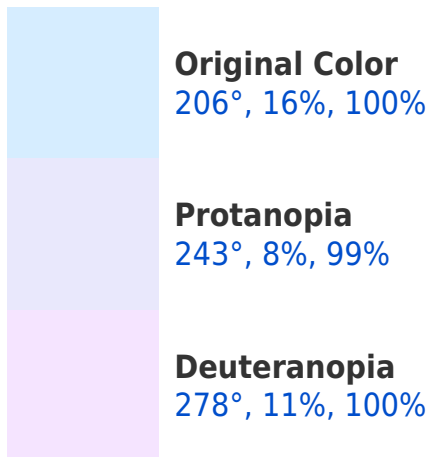 Original Color
206°, 16%, 100%
Protanopia
243°, 8%, 99%
Deuteranopia
278°, 11%, 100%